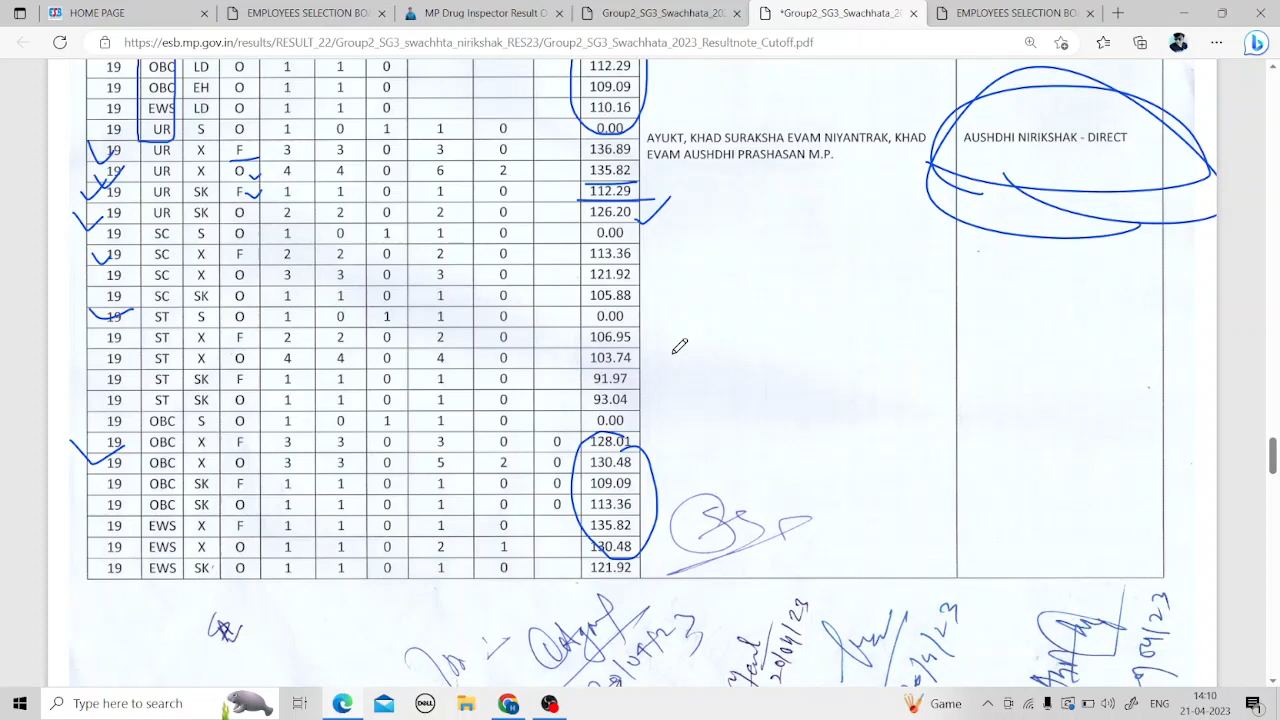 HOME PAGE
EMPLOYEES SELECTION BOA
MP Drug Inspector Result O
Group2_SG3_Swachhata_202
*Group2_SG3_Swachhata_202
EMPLOYEES SELECTION BOA
https://esb.mp.gov.in/results/RESULT_22/Group2_SG3_swachhta_nirikshak_RES23/Group2_SG3_Swachhata_2023_Resultnote_Cutoff.pdf
19 OBC LD O 1 1 0 112.29
19 OBC EH O 1 1 0 109.09
19 EWS LD O 1 1 0 110.16
19 UR S O 1 0 1 1 0 0.00
19 UR X F 3 3 0 3 0 136.89
19 UR X O 4 4 0 6 2 135.82
19 UR SK F 1 1 0 1 0 112.29
19 UR SK O 2 2 0 2 0 126.20
19 SC S O 1 0 1 1 0 0.00
19 SC X F 2 2 0 2 0 113.36
19 SC X O 3 3 0 3 0 121.92
19 SC SK O 1 1 0 1 0 105.88
19 ST S O 1 0 1 1 0 0.00
19 ST X F 2 2 0 2 0 106.95
19 ST X O 4 4 0 4 0 103.74
19 ST SK F 1 1 0 1 0 91.97
19 ST SK O 1 1 0 1 0 93.04
19 OBC S O 1 0 1 1 0 0.00
19 OBC X F 3 3 0 3 0 0 128.01
19 OBC X O 3 3 0 5 2 0 130.48
19 OBC SK F 1 1 0 1 0 0 109.09
19 OBC SK O 1 1 0 1 0 0 113.36
19 EWS X F 1 1 0 1 0 135.82
19 EWS X O 1 1 0 2 1 130.48
19 EWS SK O 1 1 0 1 0 121.92
AYUKT, KHAD SURAKSHA EVAM NIYANTRAK, KHAD
EVAM AUSHDHI PRASHASAN M.P.
AUSHDHI NIRIKSHAK - DIRECT
20/04/23
Type here to search
DELL
Game
ENG
14:10
21-04-2023